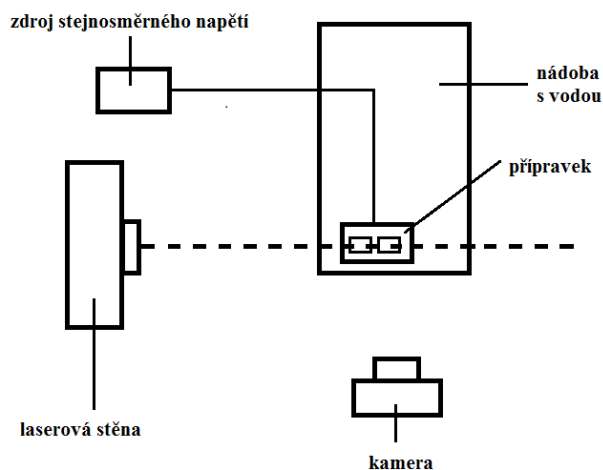 zdroj stejnosměrného napětí
nádoba
s vodou
přípravek
laserová stěna
kamera